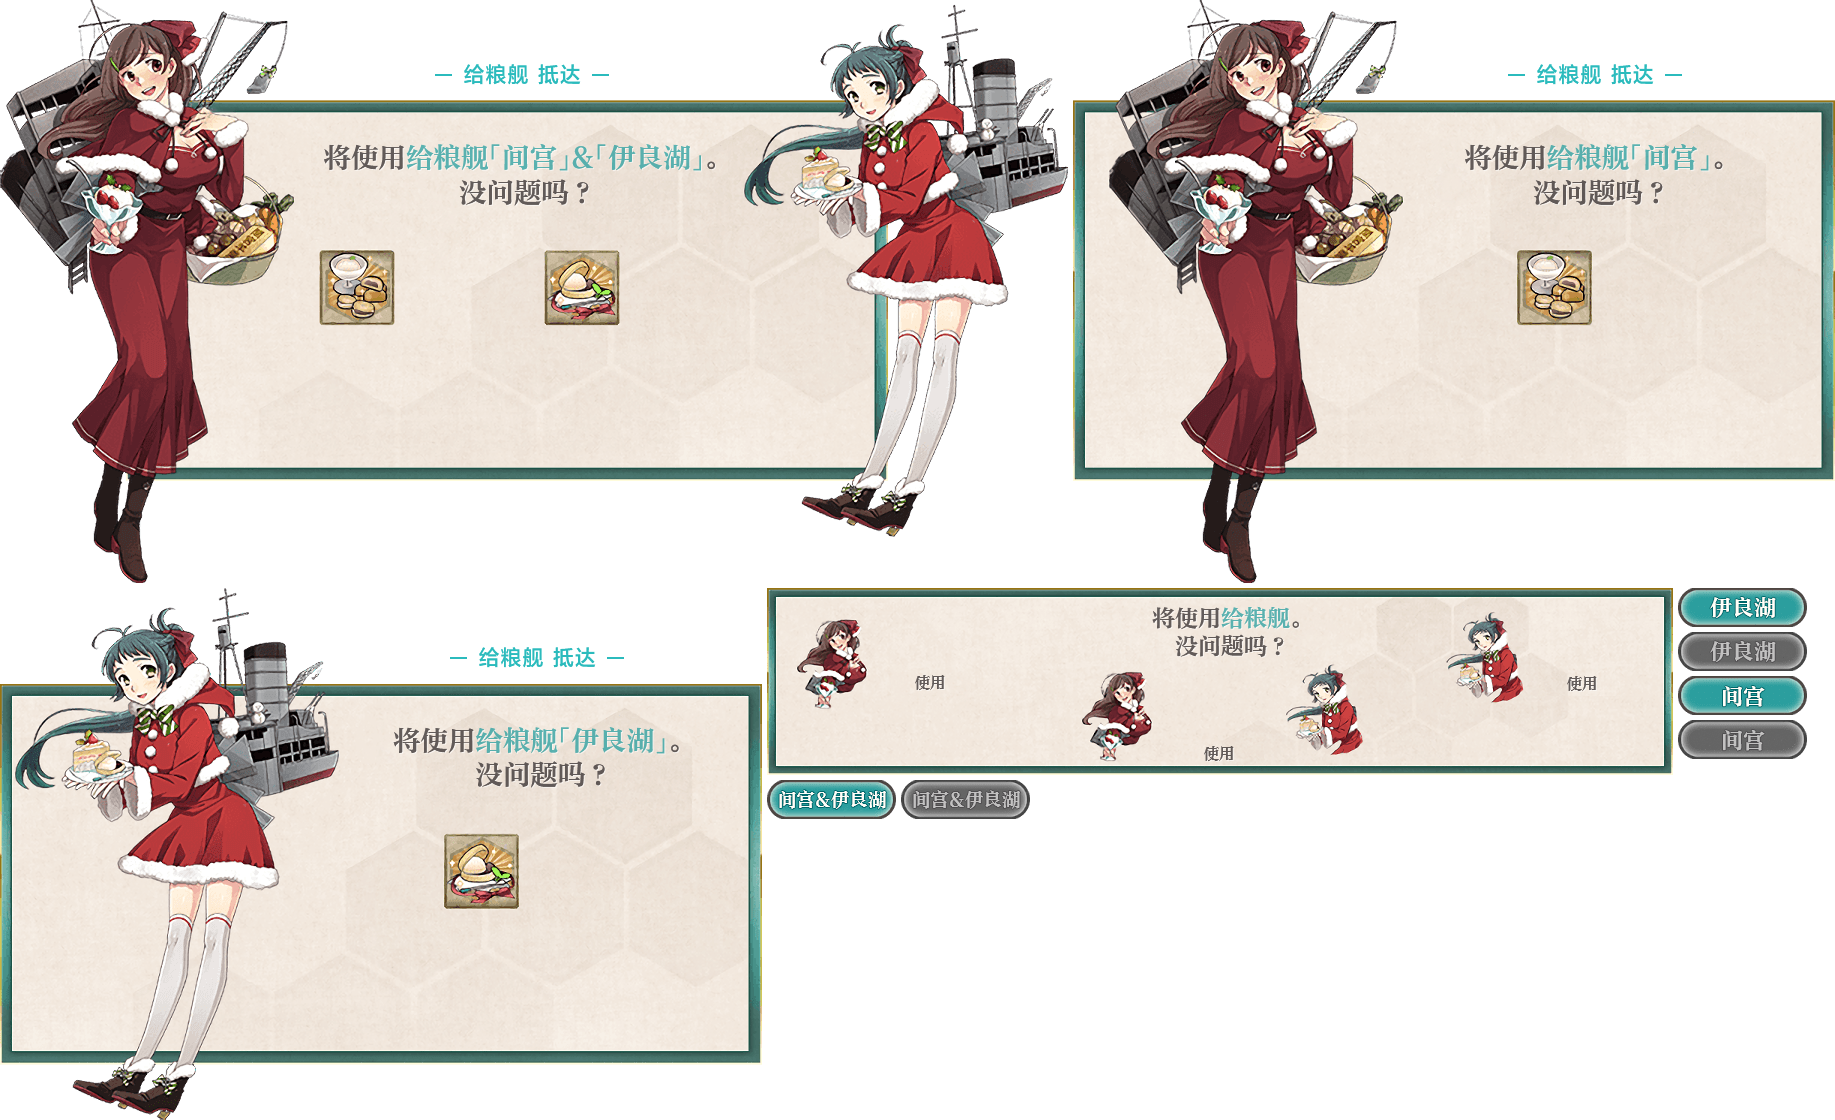 — 给粮舰 抵达 —
将使用给粮舰「间宫」&「伊良湖」。
没问题吗？
— 给粮舰 抵达 —
将使用给粮舰「间宫」。
没问题吗？
— 给粮舰 抵达 —
将使用给粮舰「伊良湖」。
没问题吗？
将使用给粮舰。
没问题吗？
使用
使用
使用
伊良湖
伊良湖
间宫
间宫
间宫&伊良湖
间宫&伊良湖